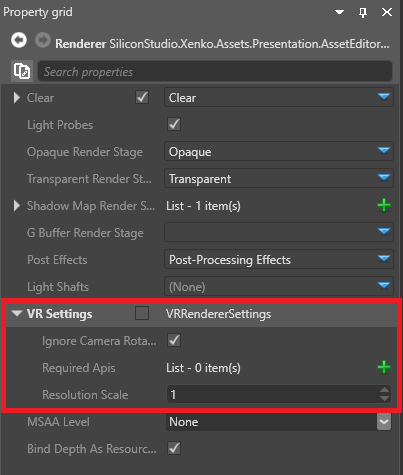 Property grid
Renderer SiliconStudio.Xenko.Assets.Presentation.AssetEditor...
Search properties
Clear Clear
Light Probes
Opaque Render Stage Opaque
Transparent Render St... Transparent
Shadow Map Render S... List - 1 item(s)
G Buffer Render Stage
Post Effects Post-Processing Effects
Light Shafts (None)
VR Settings VRRendererSettings
Ignore Camera Rota...
Required Apis List - 0 item(s)
Resolution Scale 1
MSAA Level None
Bind Depth As Resourc...